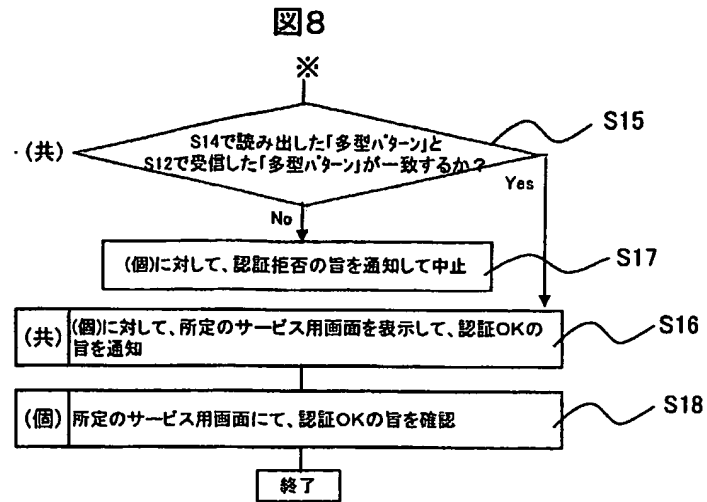 図8
※
S15
(共)
S14で読み出した「多型パターン」と
S12で受信した「多型パターン」が一致するか?
Yes
No
(個)に対して、認証拒否の旨を通知して中止
S17
(共)
(個)に対して、所定のサービス用画面を表示して、認証OKの
旨を通知
S16
(個)
所定のサービス用画面にて、認証OKの旨を確認
S18
終了